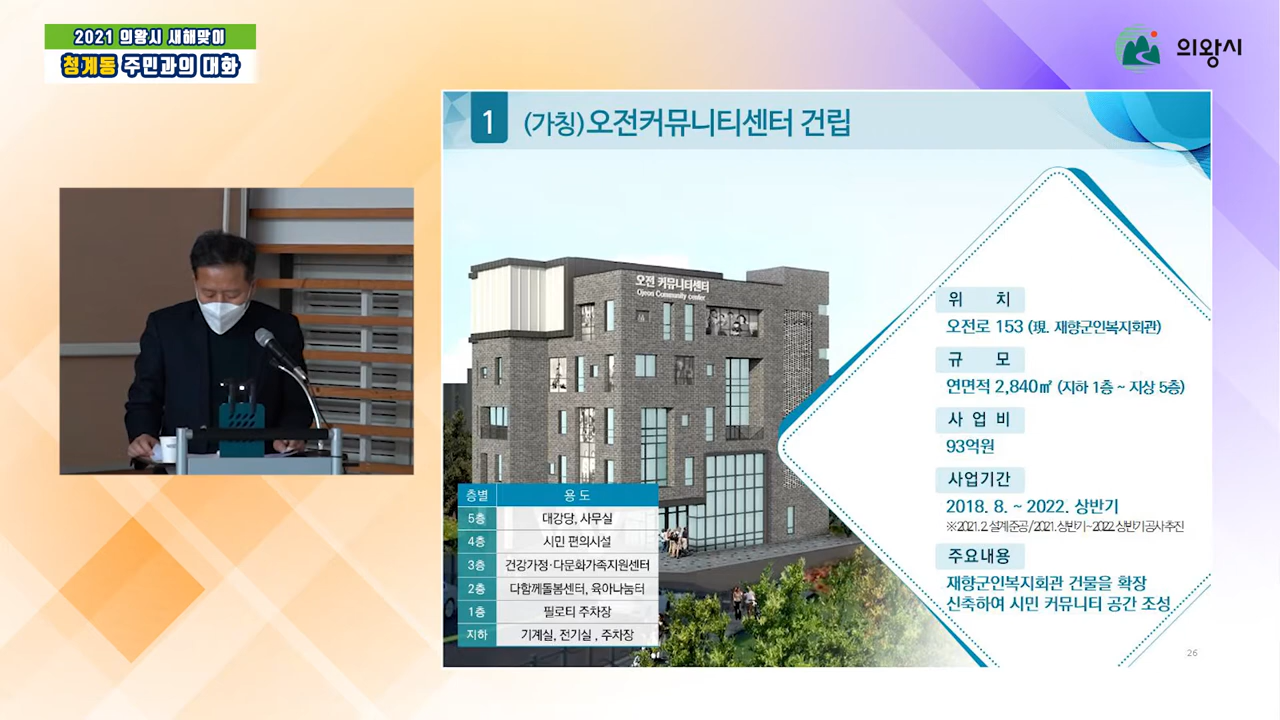 2021 의왕시 새해맞이
청계동 주민과의 대화
의왕시
1 (가칭)오전커뮤니티센터 건립
오전 커뮤니티센터
Ojeon Community center
위 치
오전로 153 (現. 재향군인복지회관)
규 모
연면적 2,840㎡ (지하 1층 ~ 지상 5층)
사 업 비
93억원
사업기간
2018. 8. ~ 2022. 상반기
※2021. 2. 설계준공/2021. 상반기~2022. 상반기 공사 추진
주요내용
재향군인복지회관 건물을 확장
신축하여 시민 커뮤니티 공간 조성
층별 용 도
5층 대강당, 사무실
4층 시민 편의시설
3층 건강가정·다문화가족지원센터
2층 다함께돌봄센터, 육아나눔터
1층 필로티 주차장
지하 기계실, 전기실 , 주차장
26